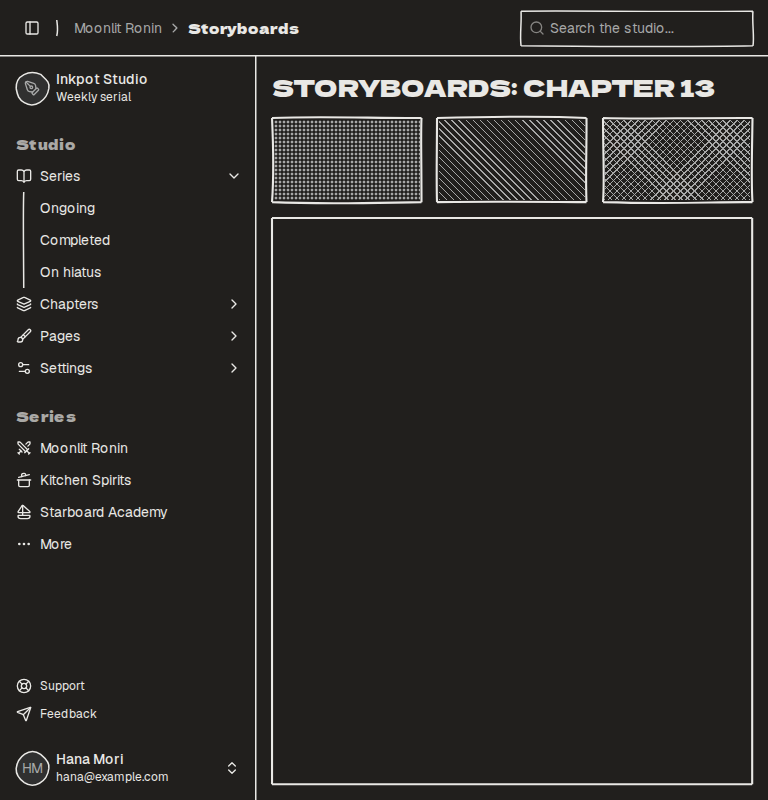 Moonlit Ronin > Storyboards
Search the studio...
Inkpot Studio
Weekly serial
Studio
Series
Ongoing
Completed
On hiatus
Chapters
Pages
Settings
Series
Moonlit Ronin
Kitchen Spirits
Starboard Academy
More
Support
Feedback
HM
Hana Mori
hana@example.com
STORYBOARDS: CHAPTER 13